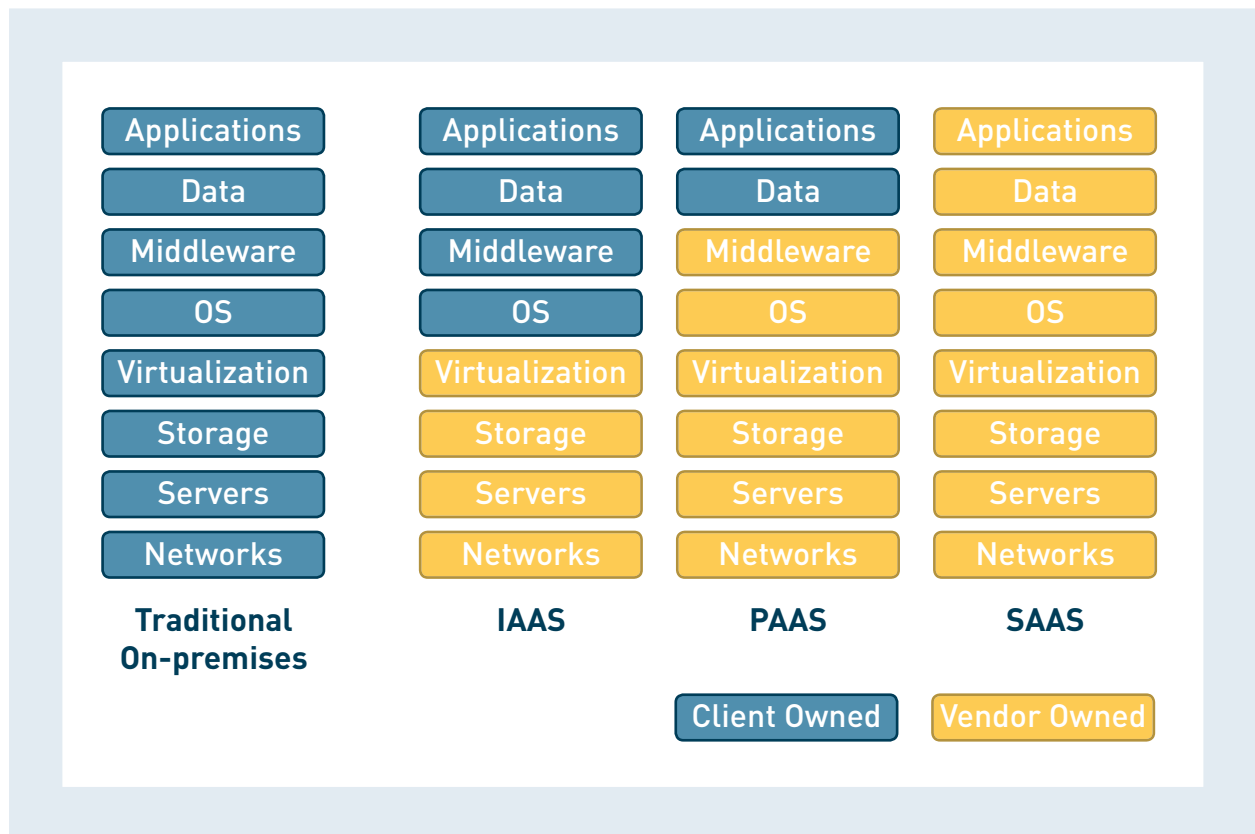 Applications
Data
Middleware
OS
Virtualization
Storage
Servers
Networks
Traditional
On-premises
Applications
Data
Middleware
OS
Virtualization
Storage
Servers
Networks
IAAS
Applications
Data
Middleware
OS
Virtualization
Storage
Servers
Networks
PAAS
Applications
Data
Middleware
OS
Virtualization
Storage
Servers
Networks
SAAS
Client Owned
Vendor Owned